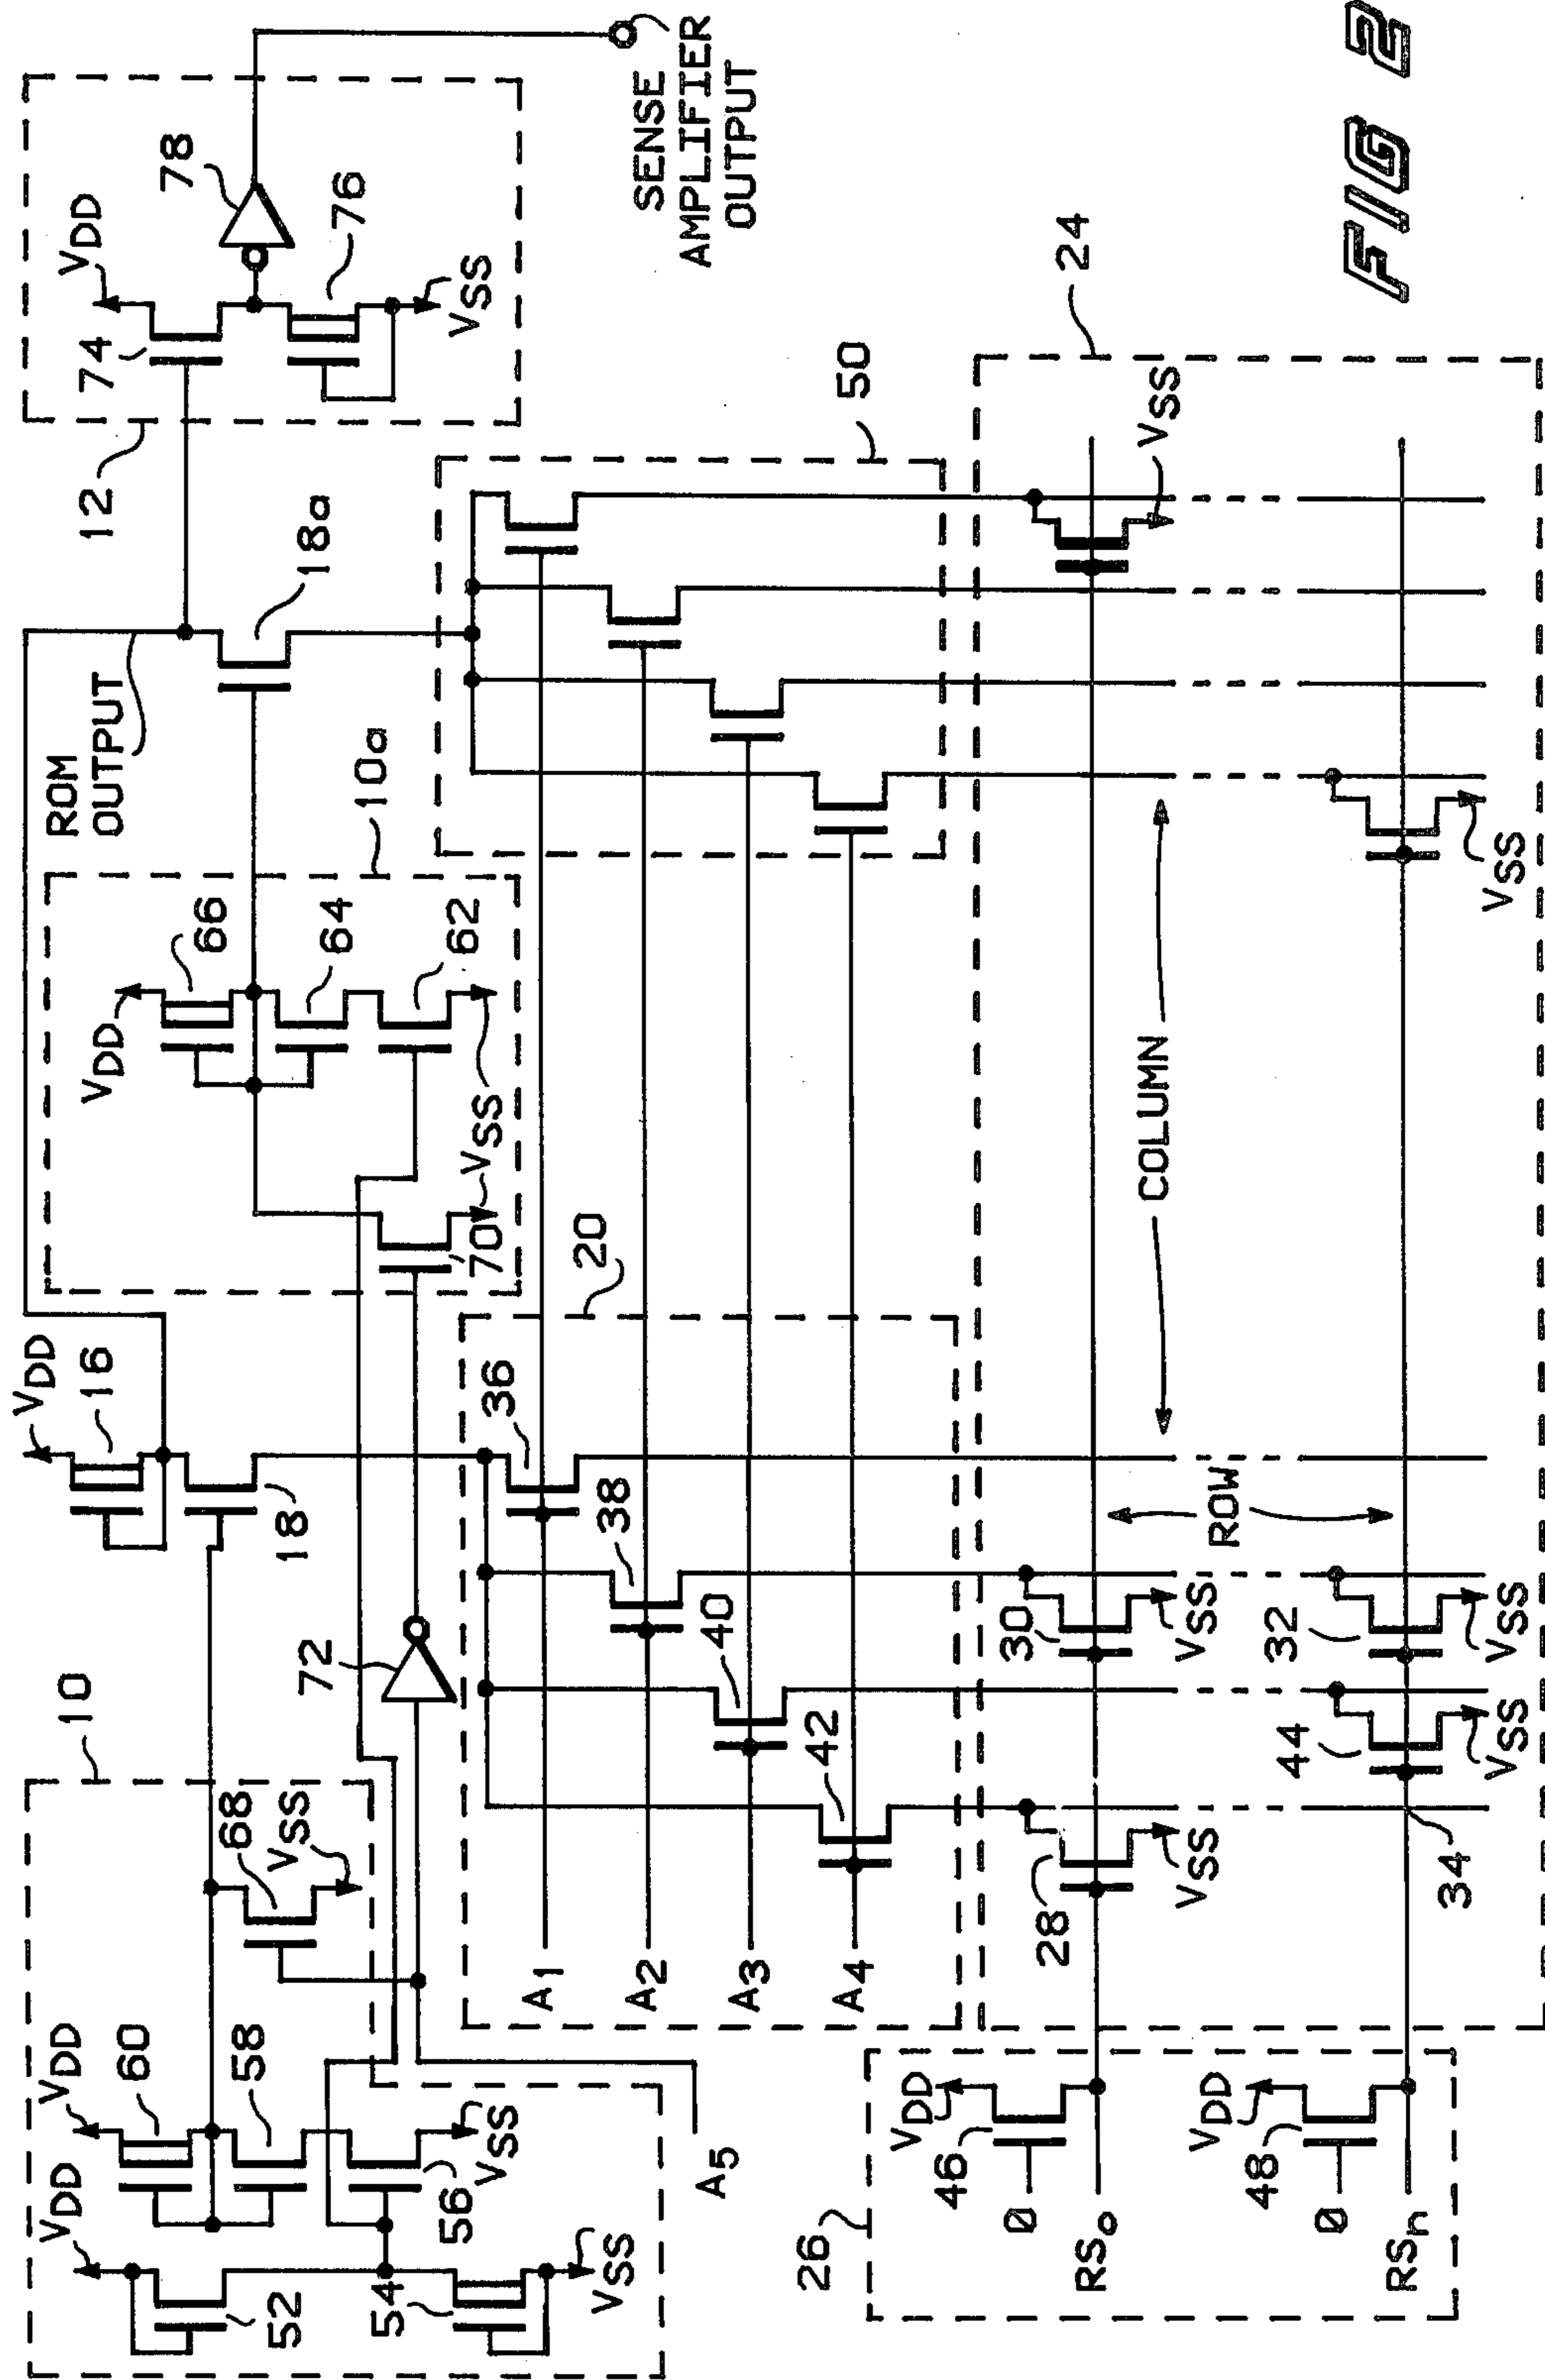 VDD
VDD
VDD
ROM
OUTPUT
10
16
VDD
VDD
74
12
60
78
66
68
58
VSS
18
52
72
18a
64
76
10a
54
56
70
VSS
62
VSS
VSS
36
A1
20
VSS
38
A2
SENSE
AMPLIFIER
OUTPUT
A5
40
A3
26
42
50
A4
VDD
46
Ø
30
28
24
RS0
COLUMN
VSS
VSS
VSS
VDD
ROW
48
32
44
Ø
RSn
34
VSS
VSS
VSS
FIG 2